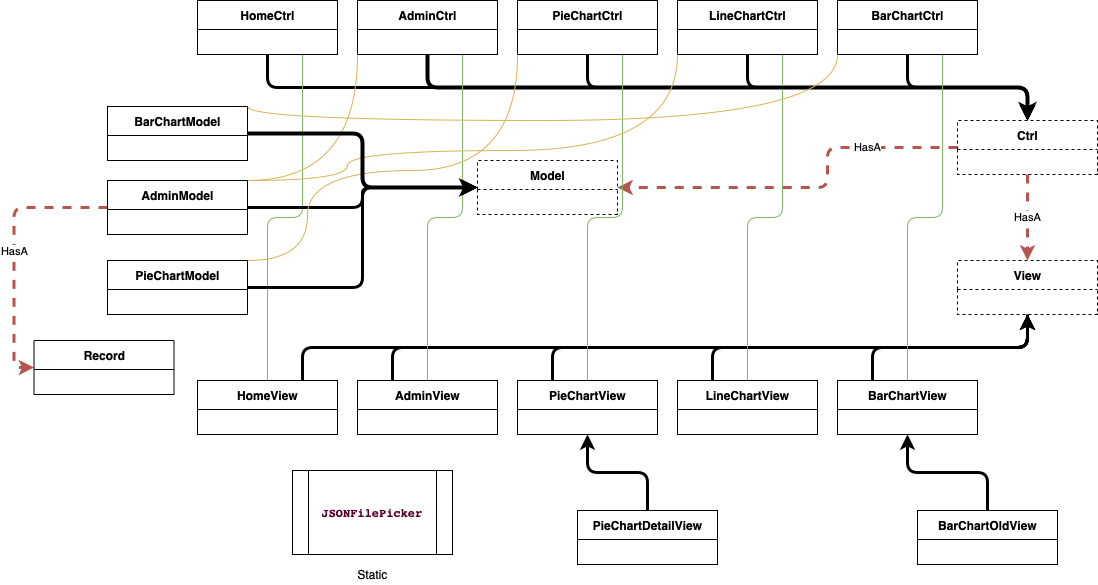 HomeCtrl
AdminCtrl
PieChartCtrl
LineChartCtrl
BarChartCtrl
BarChartModel
Ctrl
HasA
Model
AdminModel
HasA
HasA
PieChartModel
View
Record
HomeView
AdminView
PieChartView
LineChartView
BarChartView
JSONFilePicker
PieChartDetailView
BarChartOldView
Static